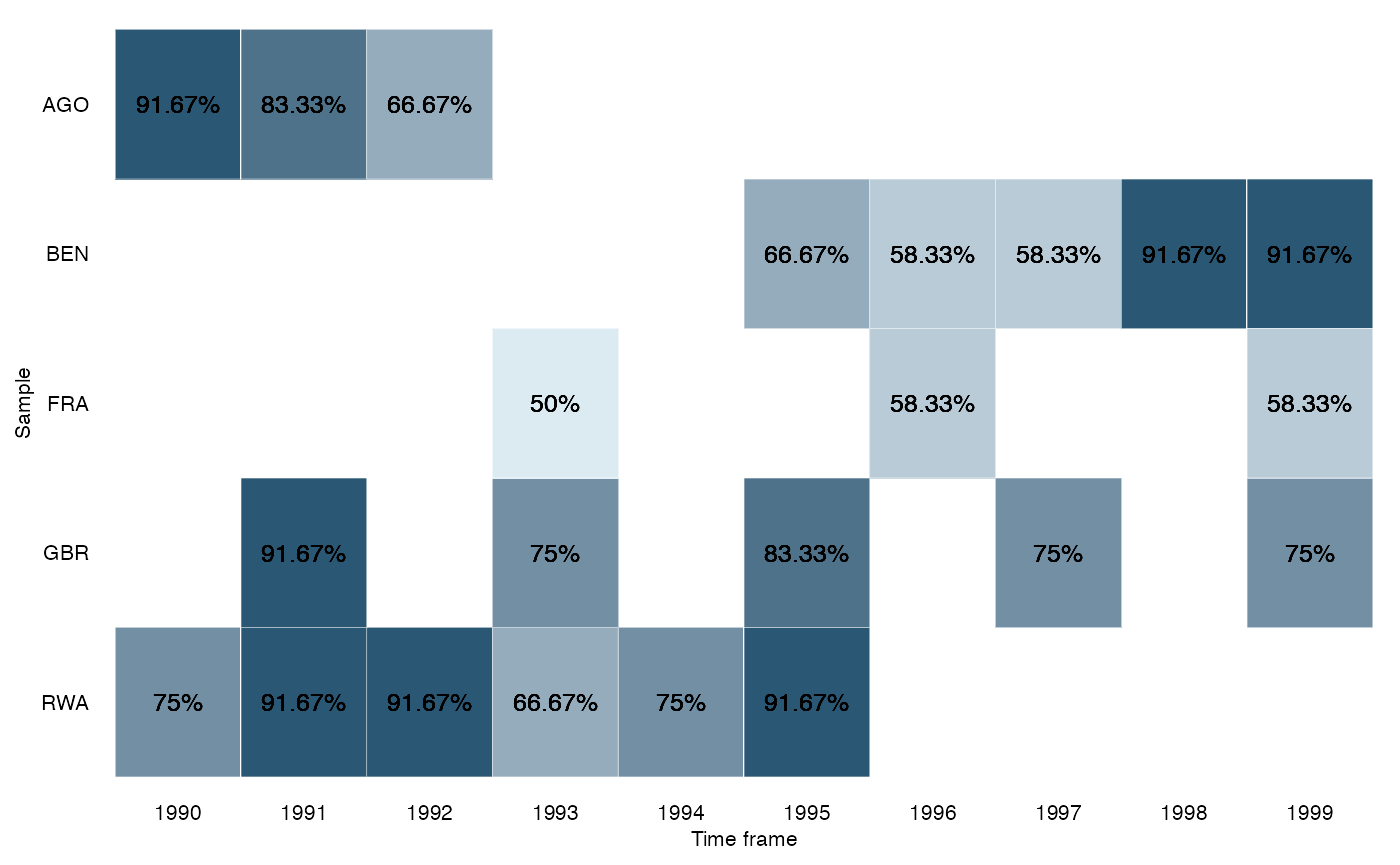 AGO 91.67% 83.33% 66.67%
BEN 66.67% 58.33% 58.33% 91.67% 91.67%
Sample
FRA 50% 58.33% 58.33%
GBR 91.67% 75% 83.33% 75% 75%
RWA 75% 91.67% 91.67% 66.67% 75% 91.67%
1990 1991 1992 1993 1994 1995 1996 1997 1998 1999
Time frame